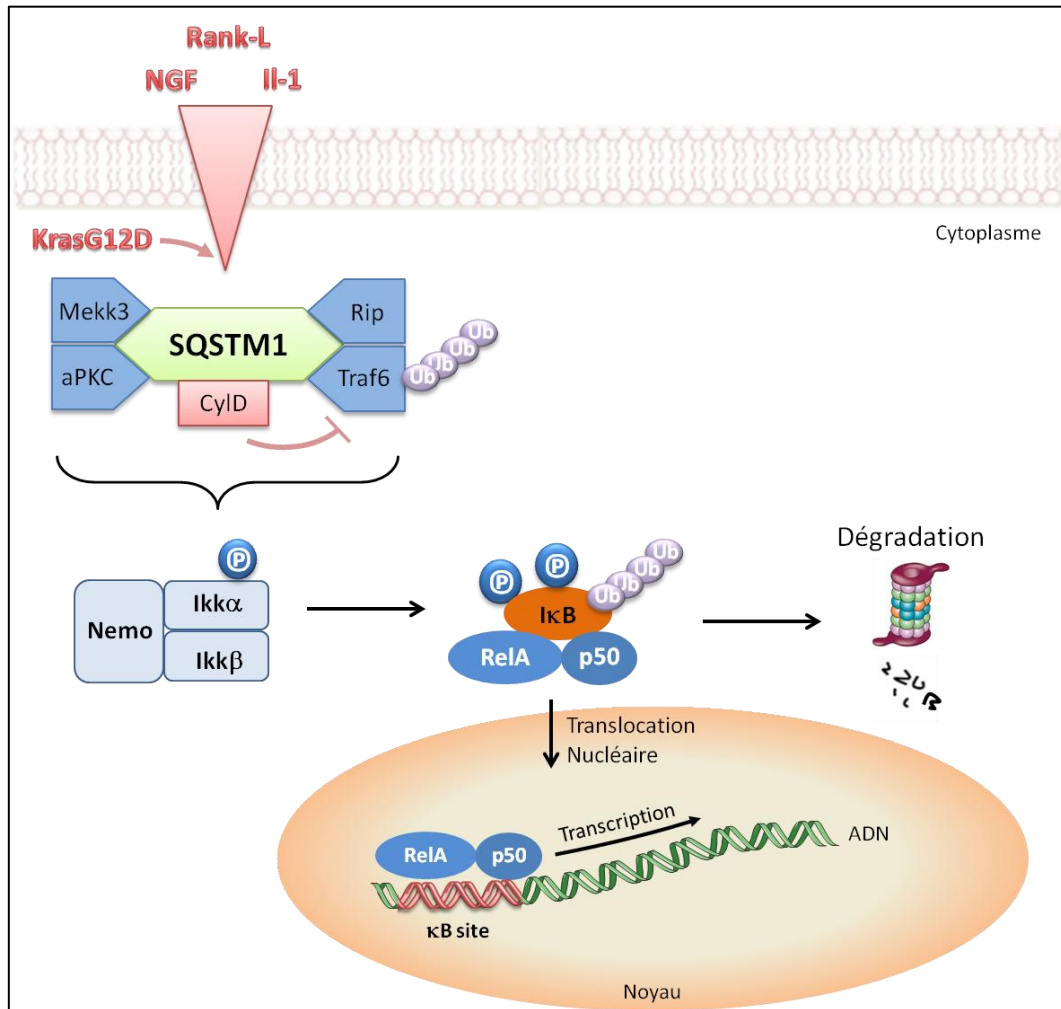 Rank-L
NGF Il-1
Cytoplasme
KrasG12D
Mekk3
Rip
SQSTM1
aPKC
Traf6
Ub
Ub
Ub
Ub
CylD
P
Nemo
Ikkα
Ikkβ
P
P
Ub
Ub
Ub
Ub
IκB
RelA
p50
Dégradation
Translocation
Nucléaire
Transcription
ADN
RelA
p50
κB site
Noyau